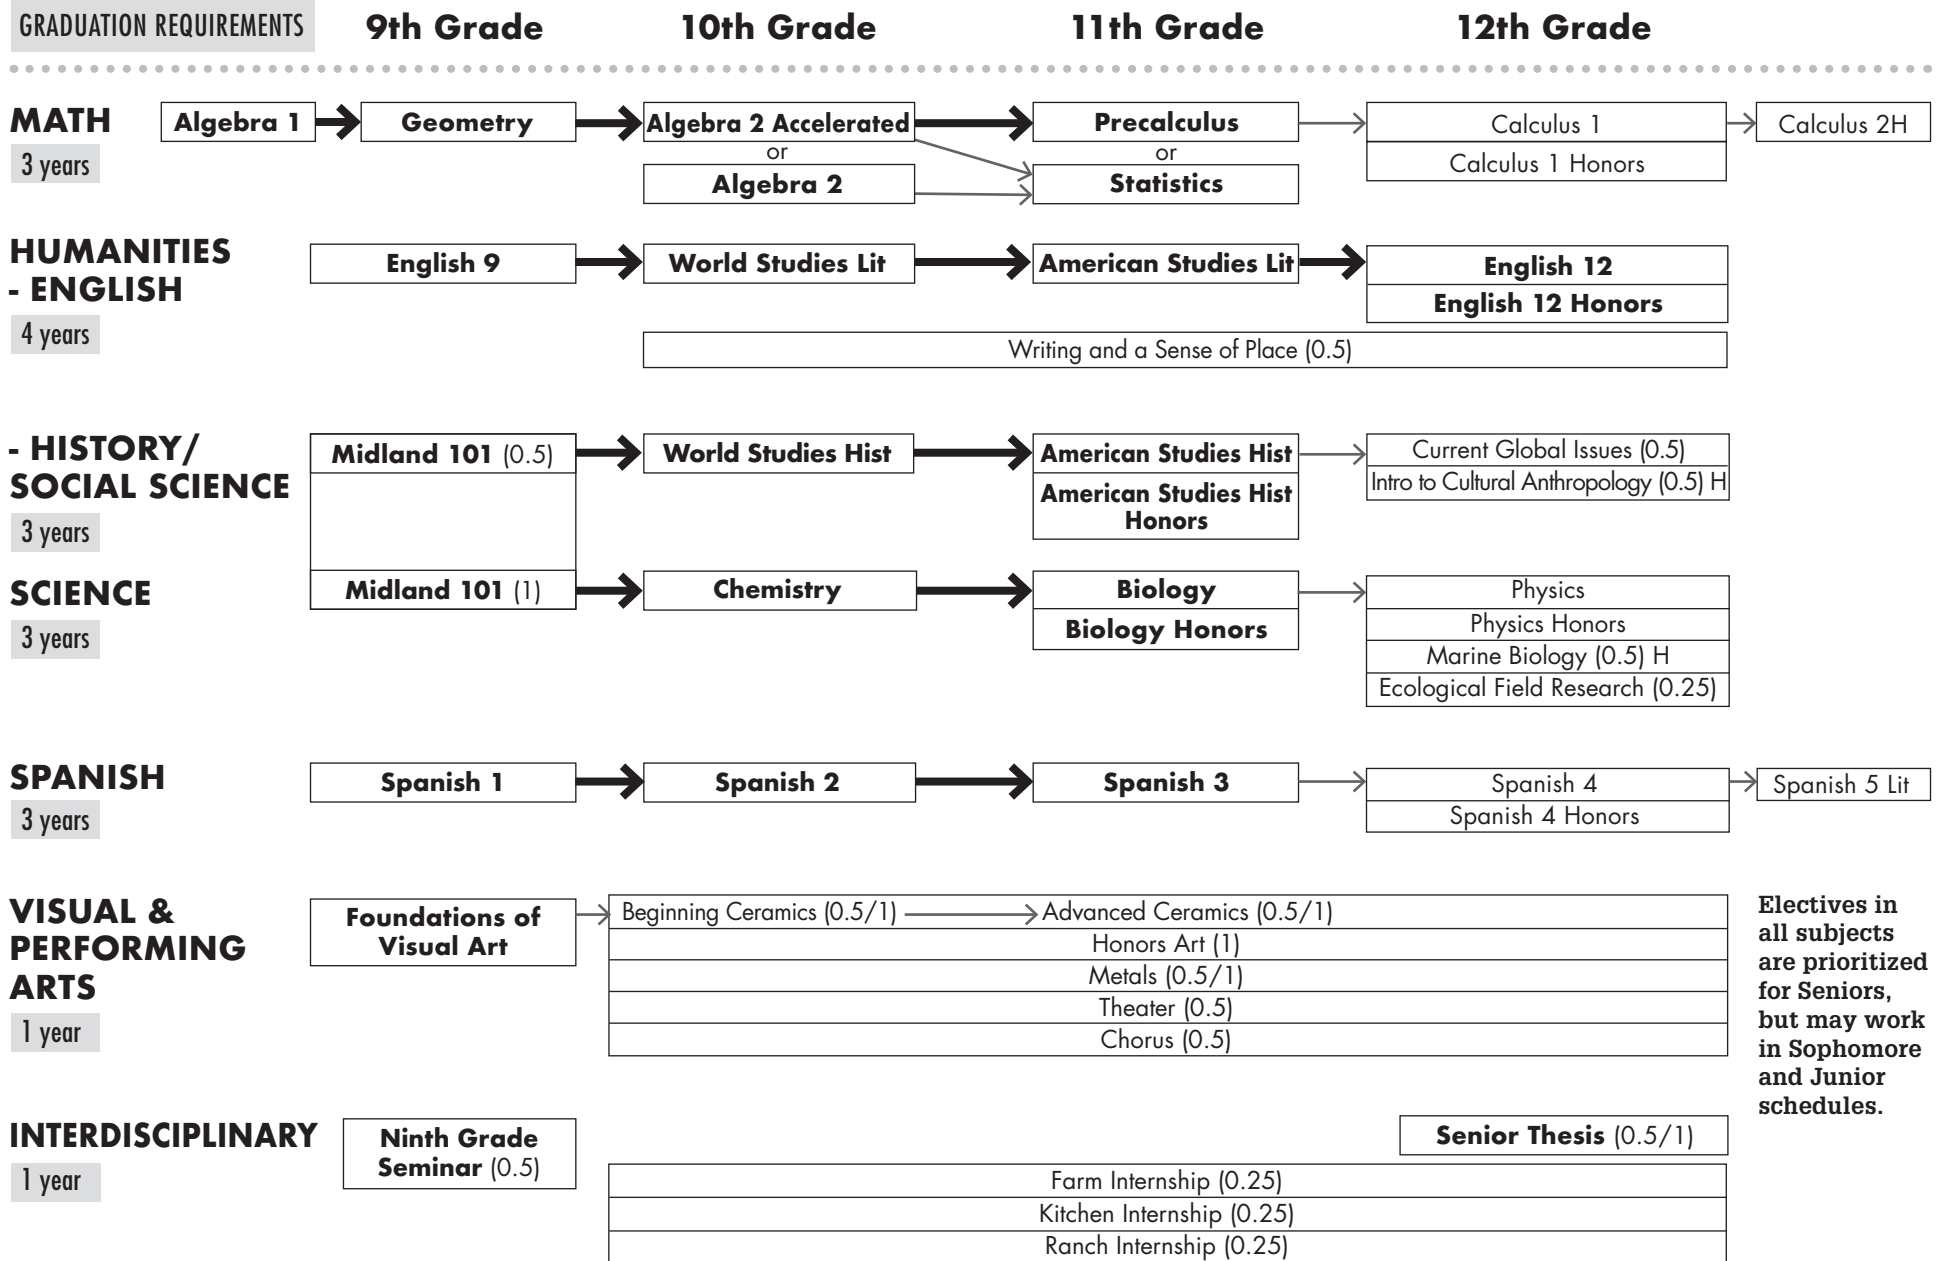 GRADUATION REQUIREMENTS
9th Grade
10th Grade
11th Grade
12th Grade
MATH
3 years
Algebra 1
Geometry
Algebra 2 Accelerated
or
Algebra 2
Precalculus
or
Statistics
Calculus 1
Calculus 1 Honors
Calculus 2H
HUMANITIES
- ENGLISH
4 years
English 9
World Studies Lit
American Studies Lit
English 12
English 12 Honors
Writing and a Sense of Place (0.5)
- HISTORY/
SOCIAL SCIENCE
3 years
Midland 101 (0.5)
World Studies Hist
American Studies Hist
American Studies Hist
Honors
Current Global Issues (0.5)
Intro to Cultural Anthropology (0.5) H
SCIENCE
3 years
Midland 101 (1)
Chemistry
Biology
Biology Honors
Physics
Physics Honors
Marine Biology (0.5) H
Ecological Field Research (0.25)
SPANISH
3 years
Spanish 1
Spanish 2
Spanish 3
Spanish 4
Spanish 4 Honors
Spanish 5 Lit
VISUAL &
PERFORMING
ARTS
1 year
Foundations of
Visual Art
Beginning Ceramics (0.5/1)
Advanced Ceramics (0.5/1)
Honors Art (1)
Metals (0.5/1)
Theater (0.5)
Chorus (0.5)
Electives in
all subjects
are prioritized
for Seniors,
but may work
in Sophomore
and Junior
schedules.
INTERDISCIPLINARY
1 year
Ninth Grade
Seminar (0.5)
Senior Thesis (0.5/1)
Farm Internship (0.25)
Kitchen Internship (0.25)
Ranch Internship (0.25)